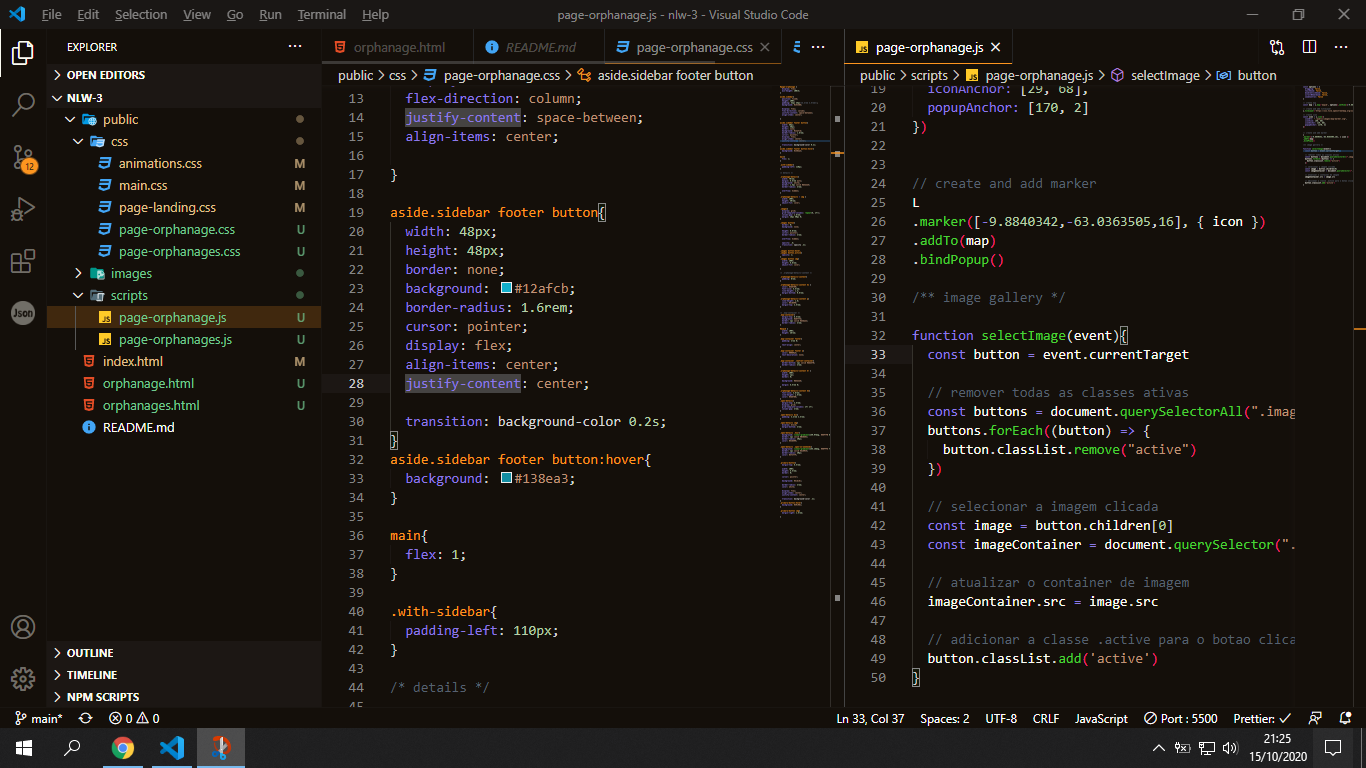 File Edit Selection View Go Run Terminal Help
page-orphanage.js - nlw-3 - Visual Studio Code
EXPLORER
OPEN EDITORS
NLW-3
public
css
animations.css M
main.css M
page-landing.css M
page-orphanage.css U
page-orphanages.css U
images
scripts
page-orphanage.js U
page-orphanages.js U
index.html M
orphanage.html U
orphanages.html U
README.md
OUTLINE
TIMELINE
NPM SCRIPTS
12
Json
orphanage.html README.md page-orphanage.css
public > css > page-orphanage.css > aside.sidebar footer button
13 flex-direction: column;
14 justify-content: space-between;
15 align-items: center;
16
17 }
18
19 aside.sidebar footer button{
20 width: 48px;
21 height: 48px;
22 border: none;
23 background: #12afcb;
24 border-radius: 1.6rem;
25 cursor: pointer;
26 display: flex;
27 align-items: center;
28 justify-content: center;
29
30 transition: background-color 0.2s;
31 }
32 aside.sidebar footer button:hover{
33 background: #138ea3;
34 }
35
36 main{
37 flex: 1;
38 }
39
40 .with-sidebar{
41 padding-left: 110px;
42 }
43
44 /* details */
45
page-orphanage.js
public > scripts > page-orphanage.js > selectImage > button
19 iconAnchor: [29, 68],
20 popupAnchor: [170, 2]
21 })
22
23
24 // create and add marker
25 L
26 .marker([-9.8840342,-63.0363505,16], { icon })
27 .addTo(map)
28 .bindPopup()
29
30 /** image gallery */
31
32 function selectImage(event){
33 const button = event.currentTarget
34
35 // remover todas as classes ativas
36 const buttons = document.querySelectorAll(".imag
37 buttons.forEach((button) => {
38 button.classList.remove("active")
39 })
40
41 // selecionar a imagem clicada
42 const image = button.children[0]
43 const imageContainer = document.querySelector(".
44
45 // atualizar o container de imagem
46 imageContainer.src = image.src
47
48 // adicionar a classe .active para o botao clica
49 button.classList.add('active')
50 }
main* 0 0
Ln 33, Col 37 Spaces: 2 UTF-8 CRLF JavaScript Port : 5500 Prettier: ✓
21:25
15/10/2020